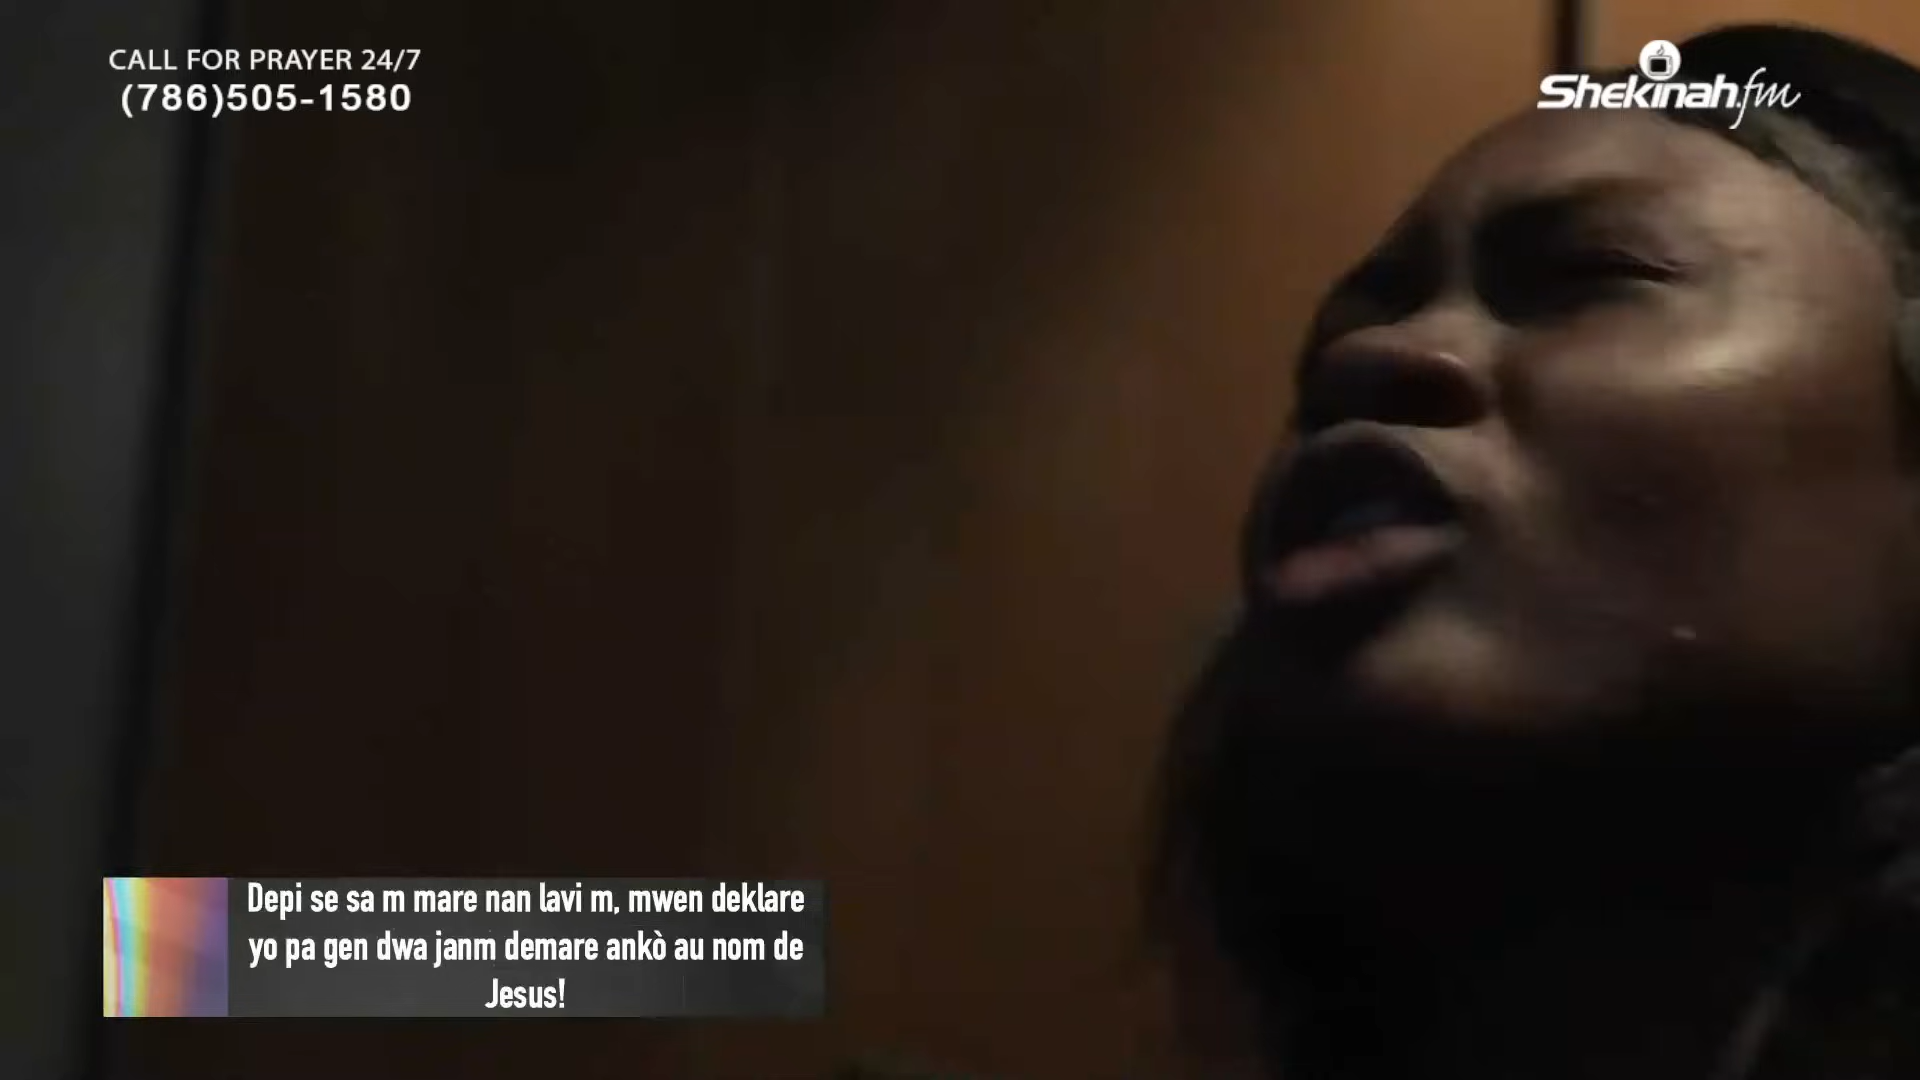 CALL FOR PRAYER 24/7
(786)505-1580
Shekinah.fm
Depi se sa m mare nan lavi m, mwen deklare
yo pa gen dwa janm demare ankò au nom de
Jesus!